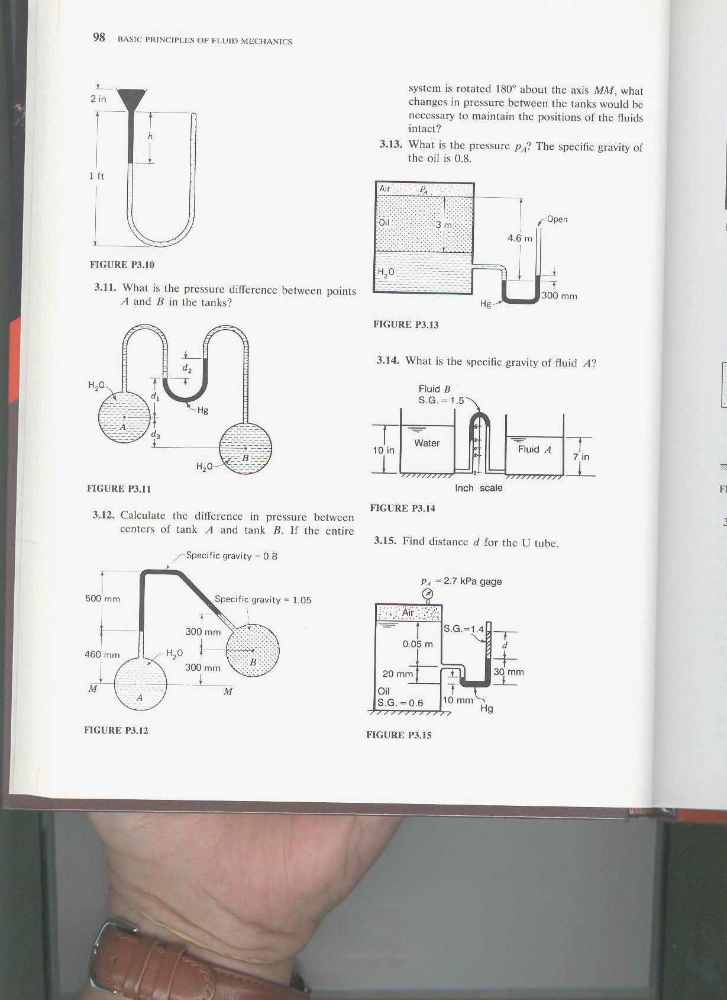 98 BASIC PRINCIPLES OF FLUID MECHANICS
2 in
h
1 ft
FIGURE P3.10
3.11. What is the pressure difference between points
A and B in the tanks?
d2
H2O
d1
Hg
A
d3
B
H2O
FIGURE P3.11
3.12. Calculate the difference in pressure between
centers of tank A and tank B. If the entire
Specific gravity = 0.8
500 mm
Specific gravity = 1.05
300 mm
460 mm
H2O
B
300 mm
M
M
A
FIGURE P3.12
system is rotated 180° about the axis MM, what
changes in pressure between the tanks would be
necessary to maintain the positions of the fluids
intact?
3.13. What is the pressure pA? The specific gravity of
the oil is 0.8.
Air pA
Open
Oil
3 m
4.6 m
H2O
300 mm
Hg
FIGURE P3.13
3.14. What is the specific gravity of fluid A?
Fluid B
S.G. = 1.5
5
Water
2
10 in
0
Fluid A
2
7 in
5
Inch scale
FIGURE P3.14
3.15. Find distance d for the U tube.
pA = 2.7 kPa gage
Air
S.G.=1.4
0.05 m
d
20 mm
30 mm
Oil
S.G. = 0.6
10 mm
Hg
FIGURE P3.15